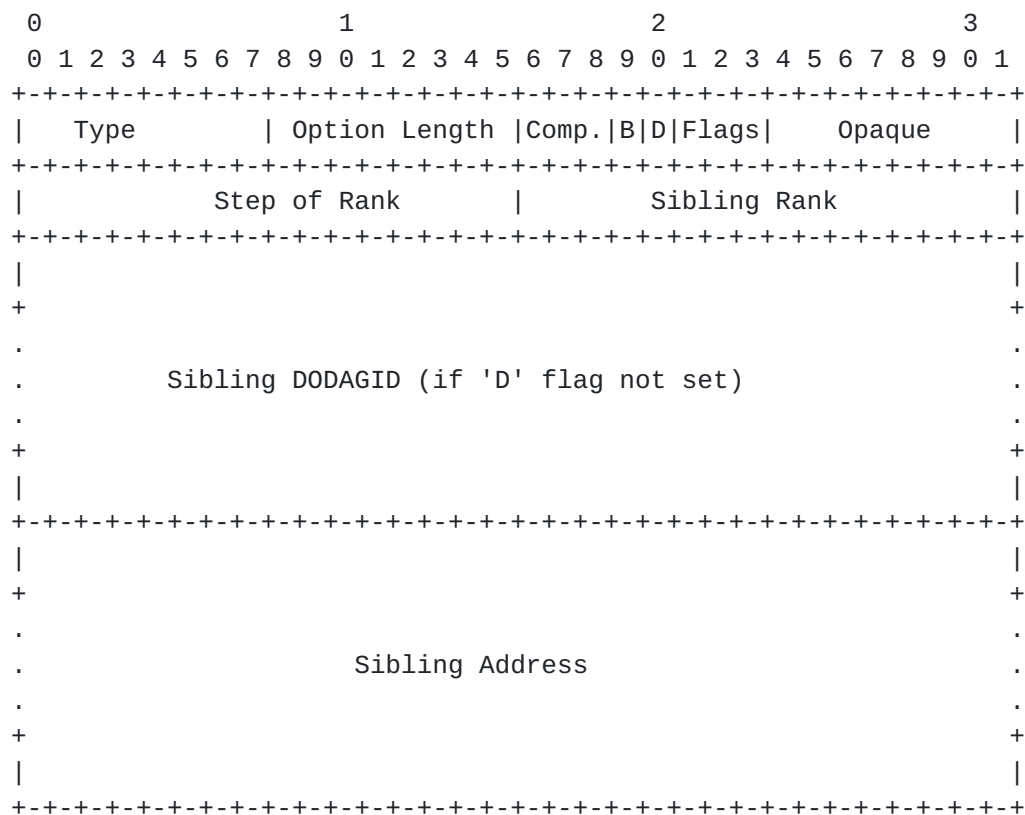 0                   1                   2                   3
 0 1 2 3 4 5 6 7 8 9 0 1 2 3 4 5 6 7 8 9 0 1 2 3 4 5 6 7 8 9 0 1
+-+-+-+-+-+-+-+-+-+-+-+-+-+-+-+-+-+-+-+-+-+-+-+-+-+-+-+-+-+-+-+-+
|   Type        | Option Length |Comp.|B|D|Flags|    Opaque     |
+-+-+-+-+-+-+-+-+-+-+-+-+-+-+-+-+-+-+-+-+-+-+-+-+-+-+-+-+-+-+-+-+
|            Step of Rank       |        Sibling Rank           |
+-+-+-+-+-+-+-+-+-+-+-+-+-+-+-+-+-+-+-+-+-+-+-+-+-+-+-+-+-+-+-+-+
|                                                               |
+                                                               +
.                                                               .
.         Sibling DODAGID (if 'D' flag not set)                 .
.                                                               .
+                                                               +
|                                                               |
+-+-+-+-+-+-+-+-+-+-+-+-+-+-+-+-+-+-+-+-+-+-+-+-+-+-+-+-+-+-+-+-+
|                                                               |
+                                                               +
.                                                               .
.                     Sibling Address                           .
.                                                               .
+                                                               +
|                                                               |
+-+-+-+-+-+-+-+-+-+-+-+-+-+-+-+-+-+-+-+-+-+-+-+-+-+-+-+-+-+-+-+-+